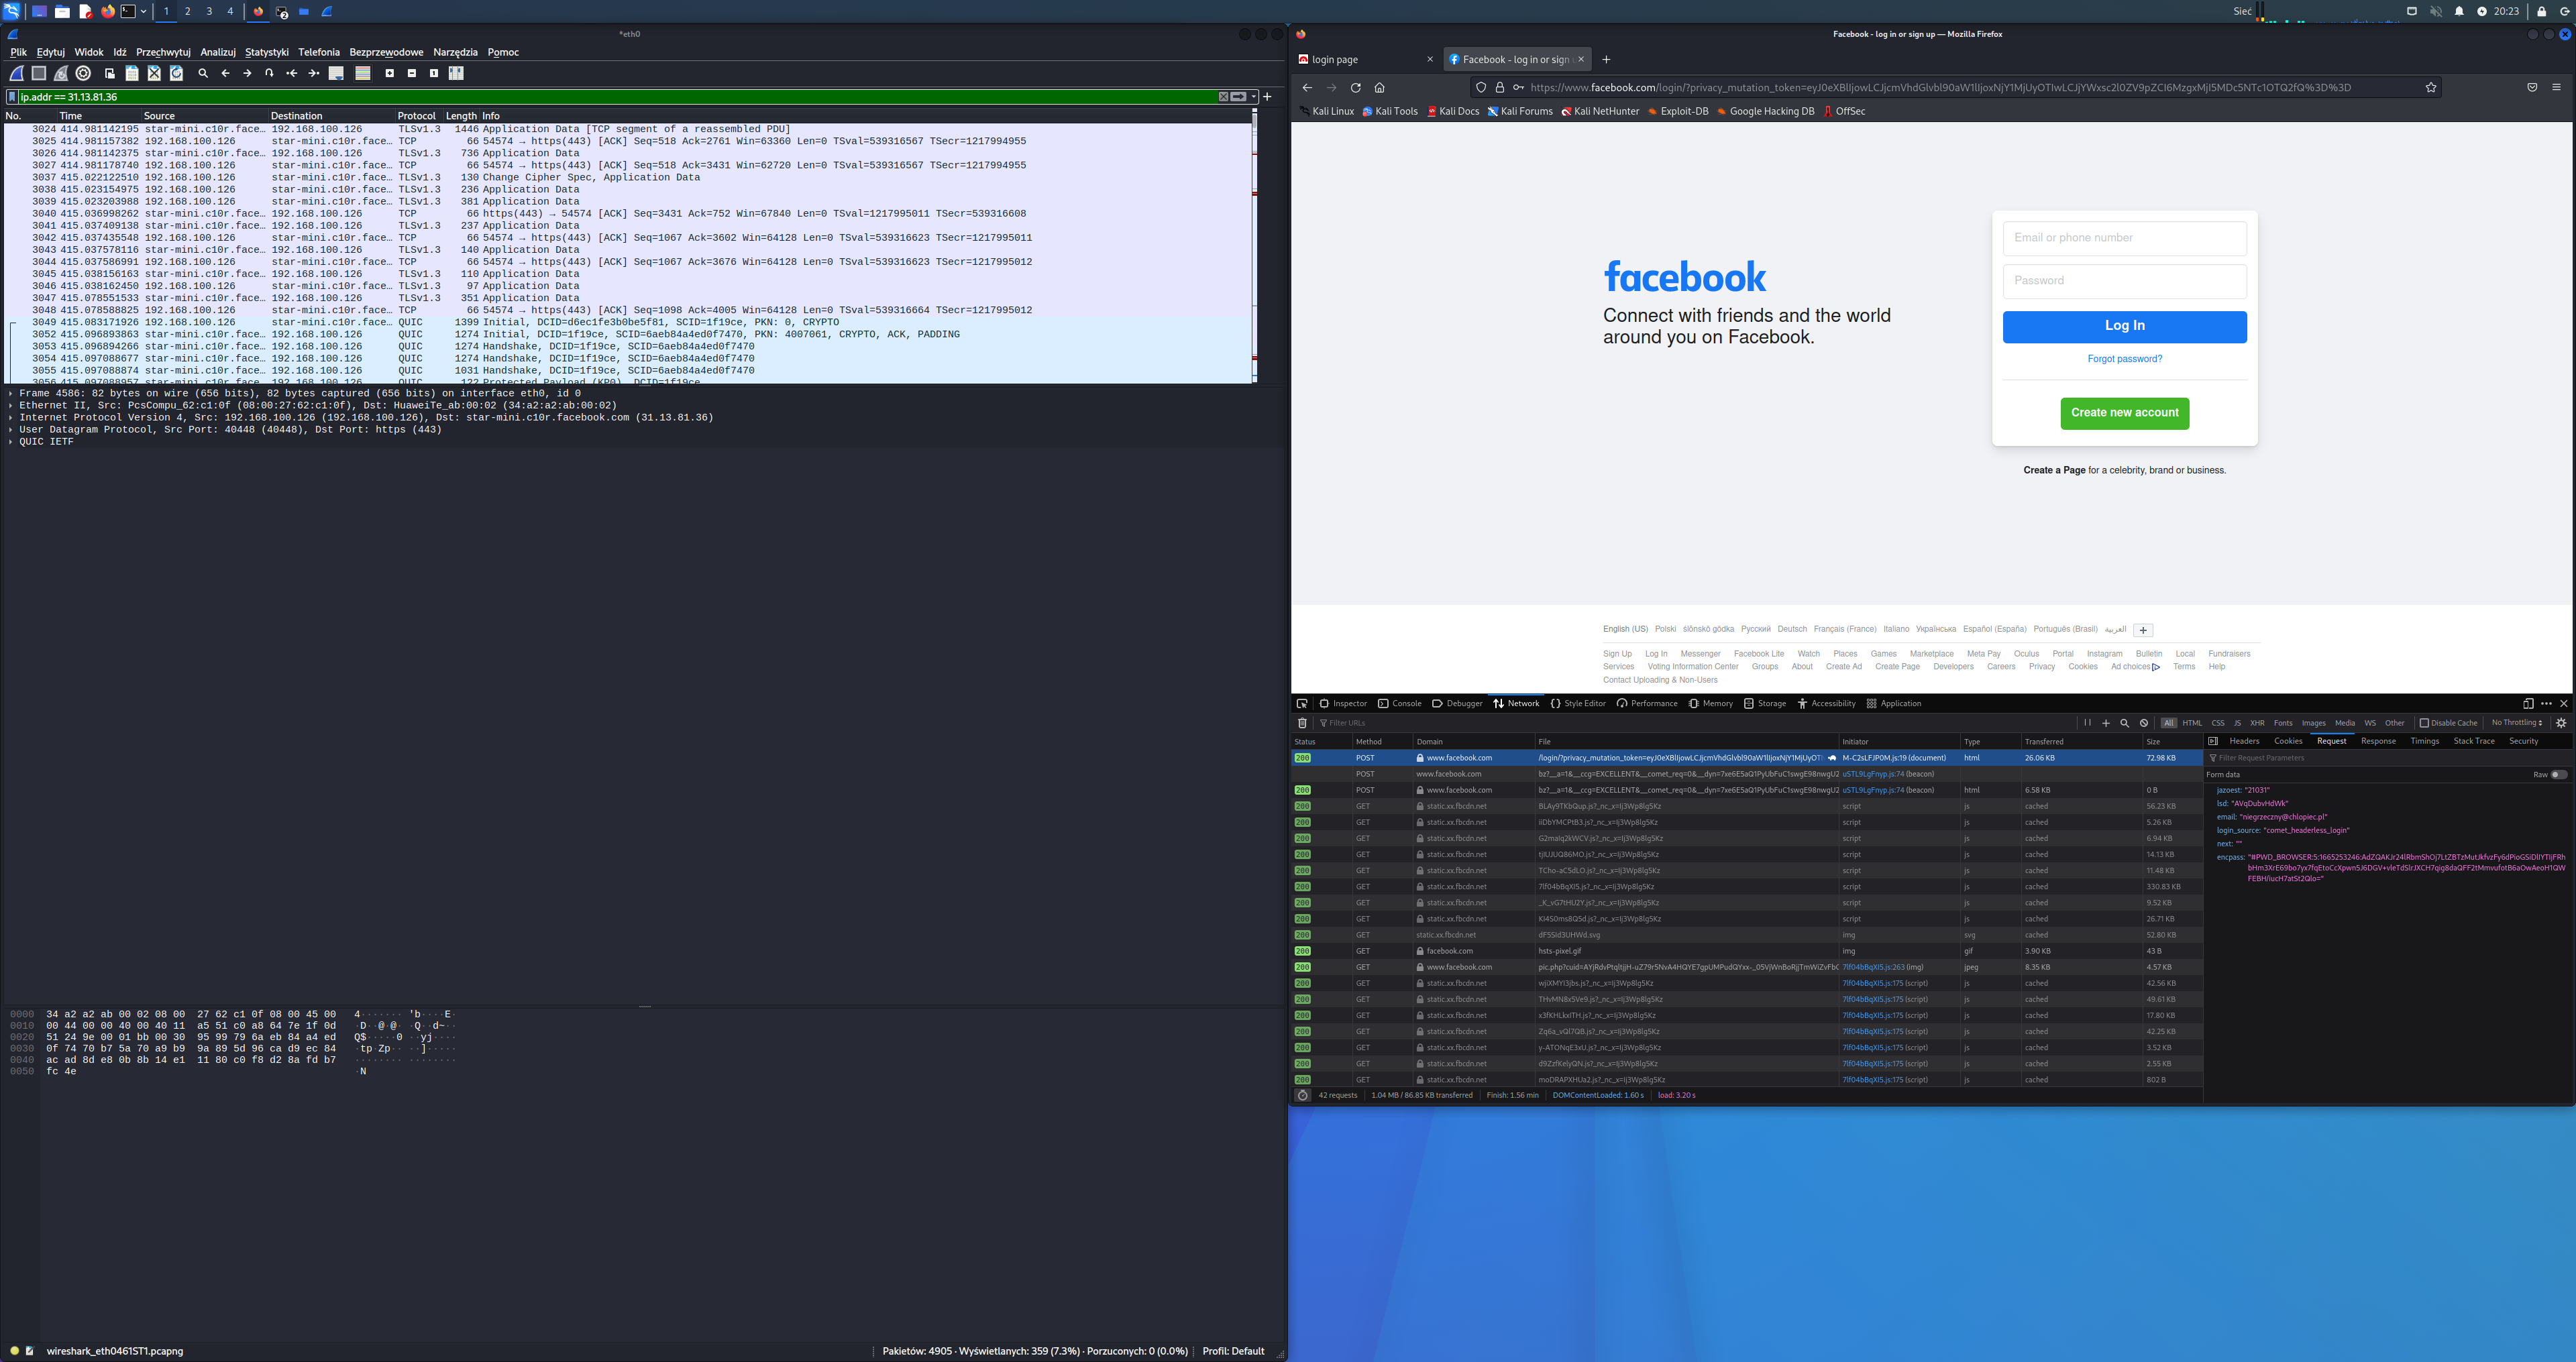 1 2 3 4 Sieć 20:23
*eth0
Plik Edytuj Widok Idź Przechwytuj Analizuj Statystyki Telefonia Bezprzewodowe Narzędzia Pomoc
ip.addr == 31.13.81.36
No. Time Source Destination Protocol Length Info
3024 414.981142195 star-mini.c10r.face… 192.168.100.126 TLSv1.3 1446 Application Data [TCP segment of a reassembled PDU]
3025 414.981157382 192.168.100.126 star-mini.c10r.face… TCP 66 54574 → https(443) [ACK] Seq=518 Ack=2761 Win=63360 Len=0 TSval=539316567 TSecr=1217994955
3026 414.981142375 star-mini.c10r.face… 192.168.100.126 TLSv1.3 736 Application Data
3027 414.981178740 192.168.100.126 star-mini.c10r.face… TCP 66 54574 → https(443) [ACK] Seq=518 Ack=3431 Win=62720 Len=0 TSval=539316567 TSecr=1217994955
3037 415.022122510 192.168.100.126 star-mini.c10r.face… TLSv1.3 130 Change Cipher Spec, Application Data
3038 415.023154975 192.168.100.126 star-mini.c10r.face… TLSv1.3 236 Application Data
3039 415.023203988 192.168.100.126 star-mini.c10r.face… TLSv1.3 381 Application Data
3040 415.036998262 star-mini.c10r.face… 192.168.100.126 TCP 66 https(443) → 54574 [ACK] Seq=3431 Ack=752 Win=67840 Len=0 TSval=1217995011 TSecr=539316608
3041 415.037409138 star-mini.c10r.face… 192.168.100.126 TLSv1.3 237 Application Data
3042 415.037435548 192.168.100.126 star-mini.c10r.face… TCP 66 54574 → https(443) [ACK] Seq=1067 Ack=3602 Win=64128 Len=0 TSval=539316623 TSecr=1217995011
3043 415.037578116 star-mini.c10r.face… 192.168.100.126 TLSv1.3 140 Application Data
3044 415.037586991 192.168.100.126 star-mini.c10r.face… TCP 66 54574 → https(443) [ACK] Seq=1067 Ack=3676 Win=64128 Len=0 TSval=539316623 TSecr=1217995012
3045 415.038156163 star-mini.c10r.face… 192.168.100.126 TLSv1.3 110 Application Data
3046 415.038162450 192.168.100.126 star-mini.c10r.face… TLSv1.3 97 Application Data
3047 415.078551533 star-mini.c10r.face… 192.168.100.126 TLSv1.3 351 Application Data
3048 415.078588825 192.168.100.126 star-mini.c10r.face… TCP 66 54574 → https(443) [ACK] Seq=1098 Ack=4005 Win=64128 Len=0 TSval=539316664 TSecr=1217995012
3049 415.083171926 192.168.100.126 star-mini.c10r.face… QUIC 1399 Initial, DCID=d6ec1fe3b0be5f81, SCID=1f19ce, PKN: 0, CRYPTO
3052 415.096893863 star-mini.c10r.face… 192.168.100.126 QUIC 1274 Initial, DCID=1f19ce, SCID=6aeb84a4ed0f7470, PKN: 4007061, CRYPTO, ACK, PADDING
3053 415.096894266 star-mini.c10r.face… 192.168.100.126 QUIC 1274 Handshake, DCID=1f19ce, SCID=6aeb84a4ed0f7470
3054 415.097088677 star-mini.c10r.face… 192.168.100.126 QUIC 1274 Handshake, DCID=1f19ce, SCID=6aeb84a4ed0f7470
3055 415.097088874 star-mini.c10r.face… 192.168.100.126 QUIC 1031 Handshake, DCID=1f19ce, SCID=6aeb84a4ed0f7470
3056 415.097088957 star-mini.c10r.face… 192.168.100.126 QUIC 122 Protected Payload (KP0), DCID=1f19ce
Frame 4586: 82 bytes on wire (656 bits), 82 bytes captured (656 bits) on interface eth0, id 0
Ethernet II, Src: PcsCompu_62:c1:0f (08:00:27:62:c1:0f), Dst: HuaweiTe_ab:00:02 (34:a2:a2:ab:00:02)
Internet Protocol Version 4, Src: 192.168.100.126 (192.168.100.126), Dst: star-mini.c10r.facebook.com (31.13.81.36)
User Datagram Protocol, Src Port: 40448 (40448), Dst Port: https (443)
QUIC IETF
0000 34 a2 a2 ab 00 02 08 00 27 62 c1 0f 08 00 45 00 4······· 'b····E·
0010 00 44 00 00 40 00 40 11 a5 51 c0 a8 64 7e 1f 0d ·D··@·@· ·Q··d~··
0020 51 24 9e 00 01 bb 00 30 95 99 79 6a eb 84 a4 ed Q$·····0 ··yj····
0030 0f 74 70 b7 5a 70 a9 b9 9a 89 5d 96 ca d9 ec 84 ·tp·Zp·· ··]·····
0040 ac ad 8d e8 0b 8b 14 e1 11 80 c0 f8 d2 8a fd b7 ········ ········
0050 fc 4e ·N
wireshark_eth0461ST1.pcapng Pakietów: 4905 · Wyświetlanych: 359 (7.3%) · Porzuconych: 0 (0.0%) Profil: Default
Facebook - log in or sign up — Mozilla Firefox
login page Facebook - log in or sign u
Kali Linux Kali Tools Kali Docs Kali Forums Kali NetHunter Exploit-DB Google Hacking DB OffSec
facebook
Connect with friends and the world
around you on Facebook.
Email or phone number
Password
Log In
Forgot password?
Create new account
Create a Page for a celebrity, brand or business.
English (US) Polski ślōnskŏ gŏdka Русский Deutsch Français (France) Italiano Українська Español (España) Português (Brasil) العربية +
Sign Up Log In Messenger Facebook Lite Watch Places Games Marketplace Meta Pay Oculus Portal Instagram Bulletin Local Fundraisers
Services Voting Information Center Groups About Create Ad Create Page Developers Careers Privacy Cookies Ad choices Terms Help
Contact Uploading & Non-Users
Inspector Console Debugger Network Style Editor Performance Memory Storage Accessibility Application
Filter URLs All HTML CSS JS XHR Fonts Images Media WS Other Disable Cache No Throttling
Status Method Domain File Initiator Type Transferred Size
200 POST www.facebook.com M-C2sLFJP0M.js:19 (document) html 26.06 KB 72.98 KB
POST www.facebook.com uSTL9LgFnyp.js:74 (beacon)
200 POST www.facebook.com uSTL9LgFnyp.js:74 (beacon) html 6.58 KB 0 B
200 GET static.xx.fbcdn.net BLAy9TKbQup.js?_nc_x=Ij3Wp8lg5Kz script js cached 56.23 KB
200 GET static.xx.fbcdn.net iiDbYMCPtB3.js?_nc_x=Ij3Wp8lg5Kz script js cached 5.26 KB
200 GET static.xx.fbcdn.net G2maIq2kWCV.js?_nc_x=Ij3Wp8lg5Kz script js cached 6.94 KB
200 GET static.xx.fbcdn.net tjIUJUQ86MO.js?_nc_x=Ij3Wp8lg5Kz script js cached 14.13 KB
200 GET static.xx.fbcdn.net TCho-aC5dLO.js?_nc_x=Ij3Wp8lg5Kz script js cached 11.48 KB
200 GET static.xx.fbcdn.net 7lf04bBqXI5.js?_nc_x=Ij3Wp8lg5Kz script js cached 330.83 KB
200 GET static.xx.fbcdn.net _K_vG7tHU2Y.js?_nc_x=Ij3Wp8lg5Kz script js cached 9.52 KB
200 GET static.xx.fbcdn.net KI4S0ms8Q5d.js?_nc_x=Ij3Wp8lg5Kz script js cached 26.71 KB
200 GET static.xx.fbcdn.net dF5SId3UHWd.svg img svg cached 52.80 KB
200 GET facebook.com hsts-pixel.gif img gif 3.90 KB 43 B
200 GET www.facebook.com 7lf04bBqXI5.js:263 (img) jpeg 8.35 KB 4.57 KB
200 GET static.xx.fbcdn.net wjiXMYI3jbs.js?_nc_x=Ij3Wp8lg5Kz 7lf04bBqXI5.js:175 (script) js cached 42.56 KB
200 GET static.xx.fbcdn.net THvMN8x5Ve9.js?_nc_x=Ij3Wp8lg5Kz 7lf04bBqXI5.js:175 (script) js cached 49.61 KB
200 GET static.xx.fbcdn.net x3fKHLkxITH.js?_nc_x=Ij3Wp8lg5Kz 7lf04bBqXI5.js:175 (script) js cached 17.80 KB
200 GET static.xx.fbcdn.net Zq6a_vQl7QB.js?_nc_x=Ij3Wp8lg5Kz 7lf04bBqXI5.js:175 (script) js cached 42.25 KB
200 GET static.xx.fbcdn.net y-ATONqE3xU.js?_nc_x=Ij3Wp8lg5Kz 7lf04bBqXI5.js:175 (script) js cached 3.52 KB
200 GET static.xx.fbcdn.net d9ZzfKelyQN.js?_nc_x=Ij3Wp8lg5Kz 7lf04bBqXI5.js:175 (script) js cached 2.55 KB
200 GET static.xx.fbcdn.net moDRAPXHUa2.js?_nc_x=Ij3Wp8lg5Kz 7lf04bBqXI5.js:175 (script) js cached 802 B
42 requests 1.04 MB / 86.85 KB transferred Finish: 1.56 min DOMContentLoaded: 1.60 s load: 3.20 s
Headers Cookies Request Response Timings Stack Trace Security
Filter Request Parameters
Form data Raw
jazoest: "21031"
lsd: "AVqDubvHdWk"
email: "niegrzeczny@chlopiec.pl"
login_source: "comet_headerless_login"
next: ""
encpass: